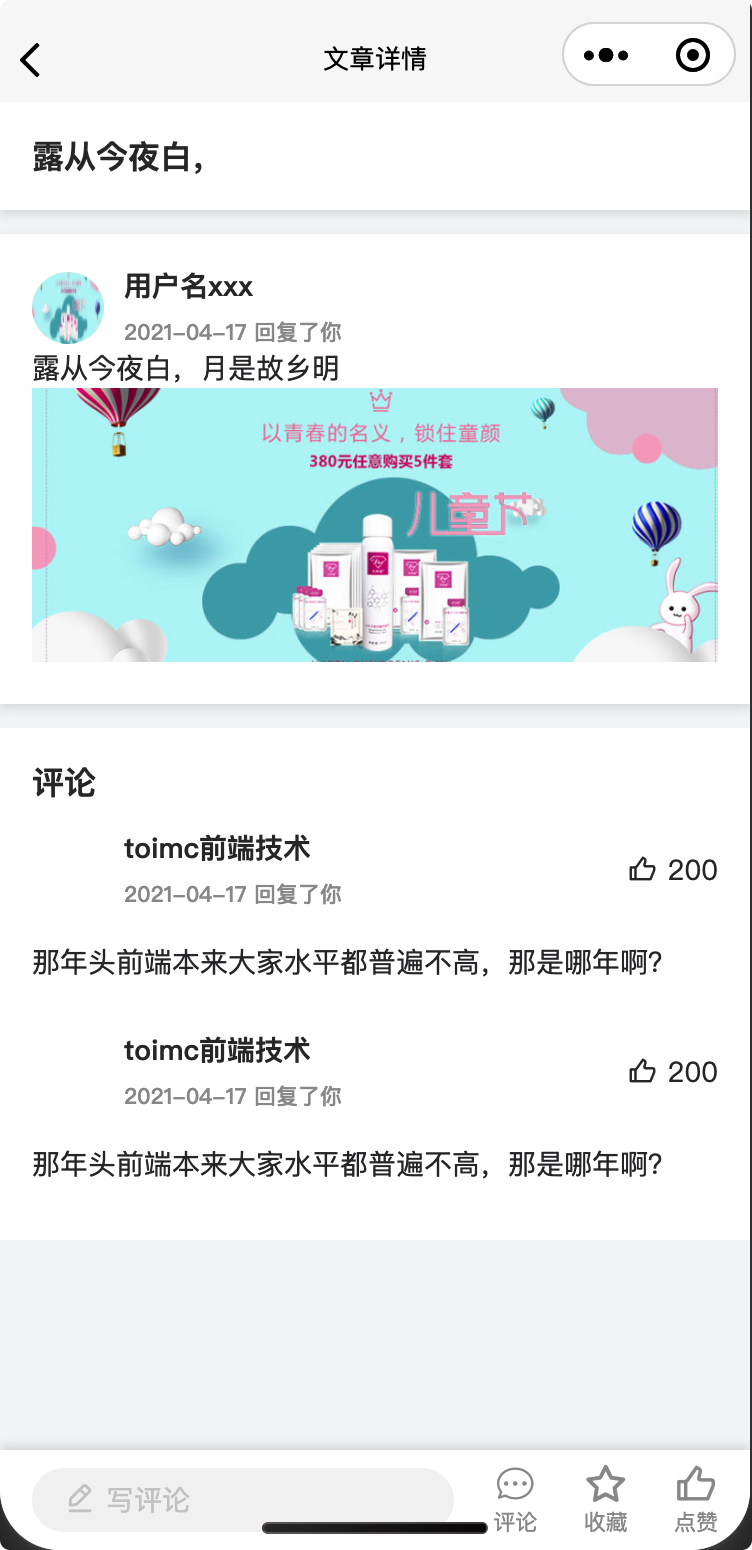 文章详情
露从今夜白，
用户名xxx
2021-04-17 回复了你
露从今夜白，月是故乡明
以青春的名义，锁住童颜
380元任意购买5件套
儿童节
评论
toimc前端技术
2021-04-17 回复了你
200
那年头前端本来大家水平都普遍不高，那是哪年啊?
toimc前端技术
2021-04-17 回复了你
200
那年头前端本来大家水平都普遍不高，那是哪年啊?
写评论
评论
收藏
点赞